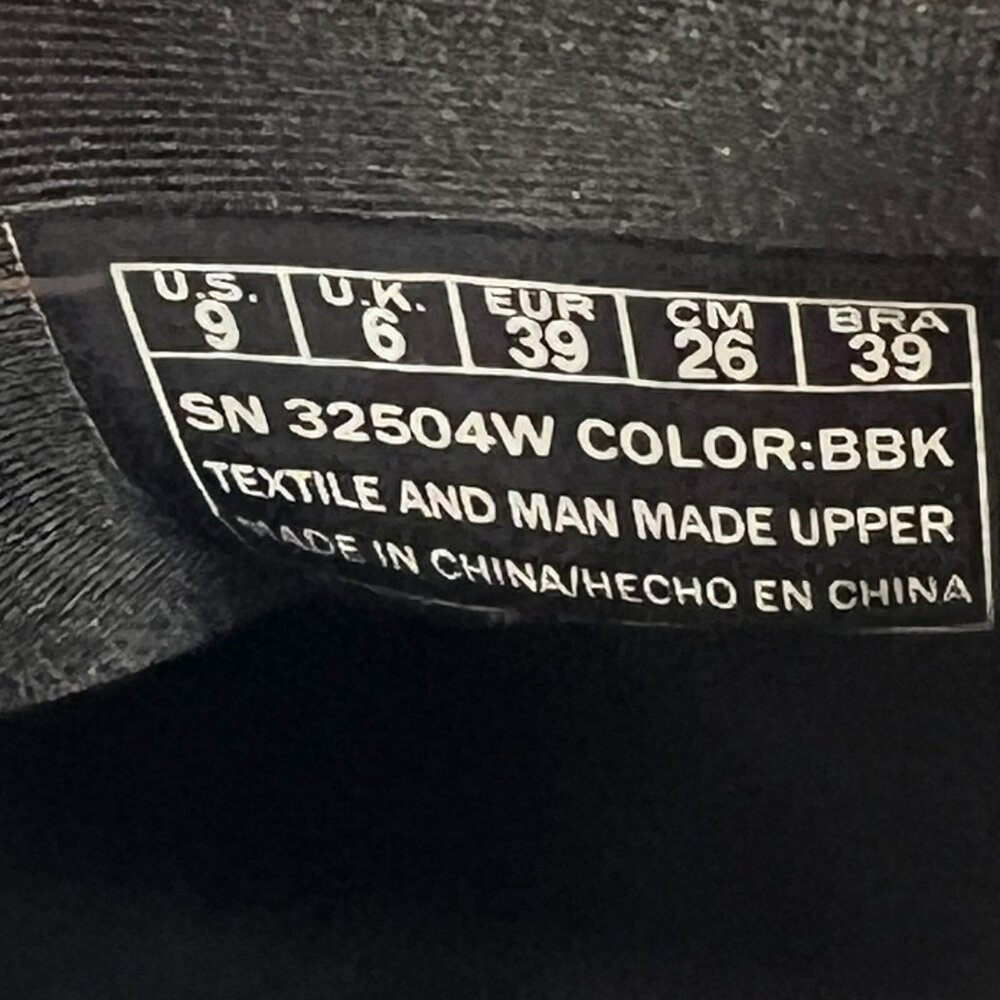 U.S. U.K. EUR CM BRA
9 6 39 26 39
SN 32504W COLOR:BBK
TEXTILE AND MAN MADE UPPER
MADE IN CHINA/HECHO EN CHINA